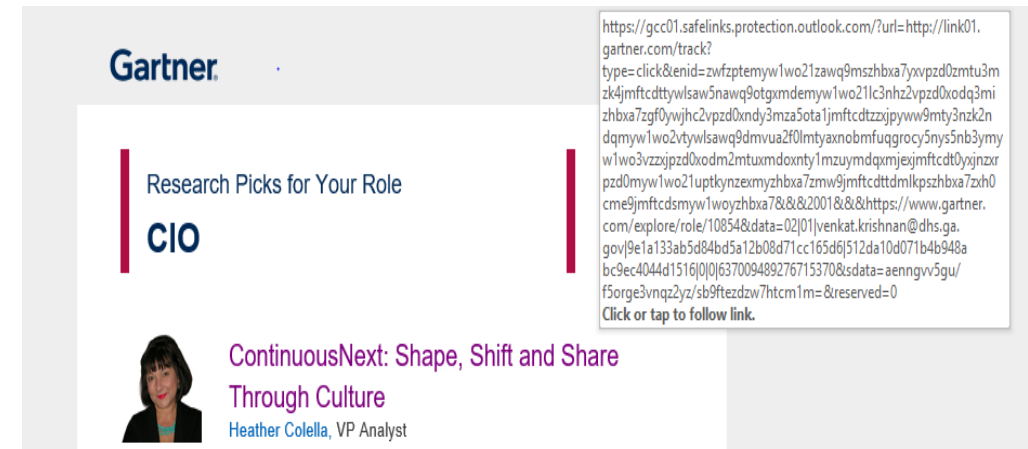 Gartner.
Research Picks for Your Role
CIO
ContinuousNext: Shape, Shift and Share
Through Culture
Heather Colella, VP Analyst
https://gcc01.safelinks.protection.outlook.com/?url=http://link01.
gartner.com/track?
type=click&enid=zwfzptemyw1wo21zawq9mszhbxa7yxvpzd0zmtu3m
zk4jmftcdttywlsaw5nawq9otgxmdemyw1wo21lc3nhz2vpzd0xodq3mi
zhbxa7zgf0ywjhc2vpzd0xndy3mza5ota1jmftcdtzzxjpyww9mty3nzk2n
dqmyw1wo2vtywlsawq9dmvua2f0lmtyaxnobmfuqgrocy5nys5nb3ymy
w1wo3vzzxjpzd0xodm2mtuxmdoxnty1mzuymdqxmjexjmftcdt0yxjnzxr
pzd0myw1wo21uptkynzexmyzhbxa7zmw9jmftcdttdmlkpszhbxa7zxh0
cme9jmftcdsmyw1woyzhbxa7&&&2001&&&https://www.gartner.
com/explore/role/10854&data=02|01|venkat.krishnan@dhs.ga.
gov|9e1a133ab5d84bd5a12b08d71cc165d6|512da10d071b4b948a
bc9ec4044d1516|0|0|637009489276715370&sdata=aenngvv5gu/
f5orge3vnqz2yz/sb9ftezdzw7htcm1m=&reserved=0
Click or tap to follow link.